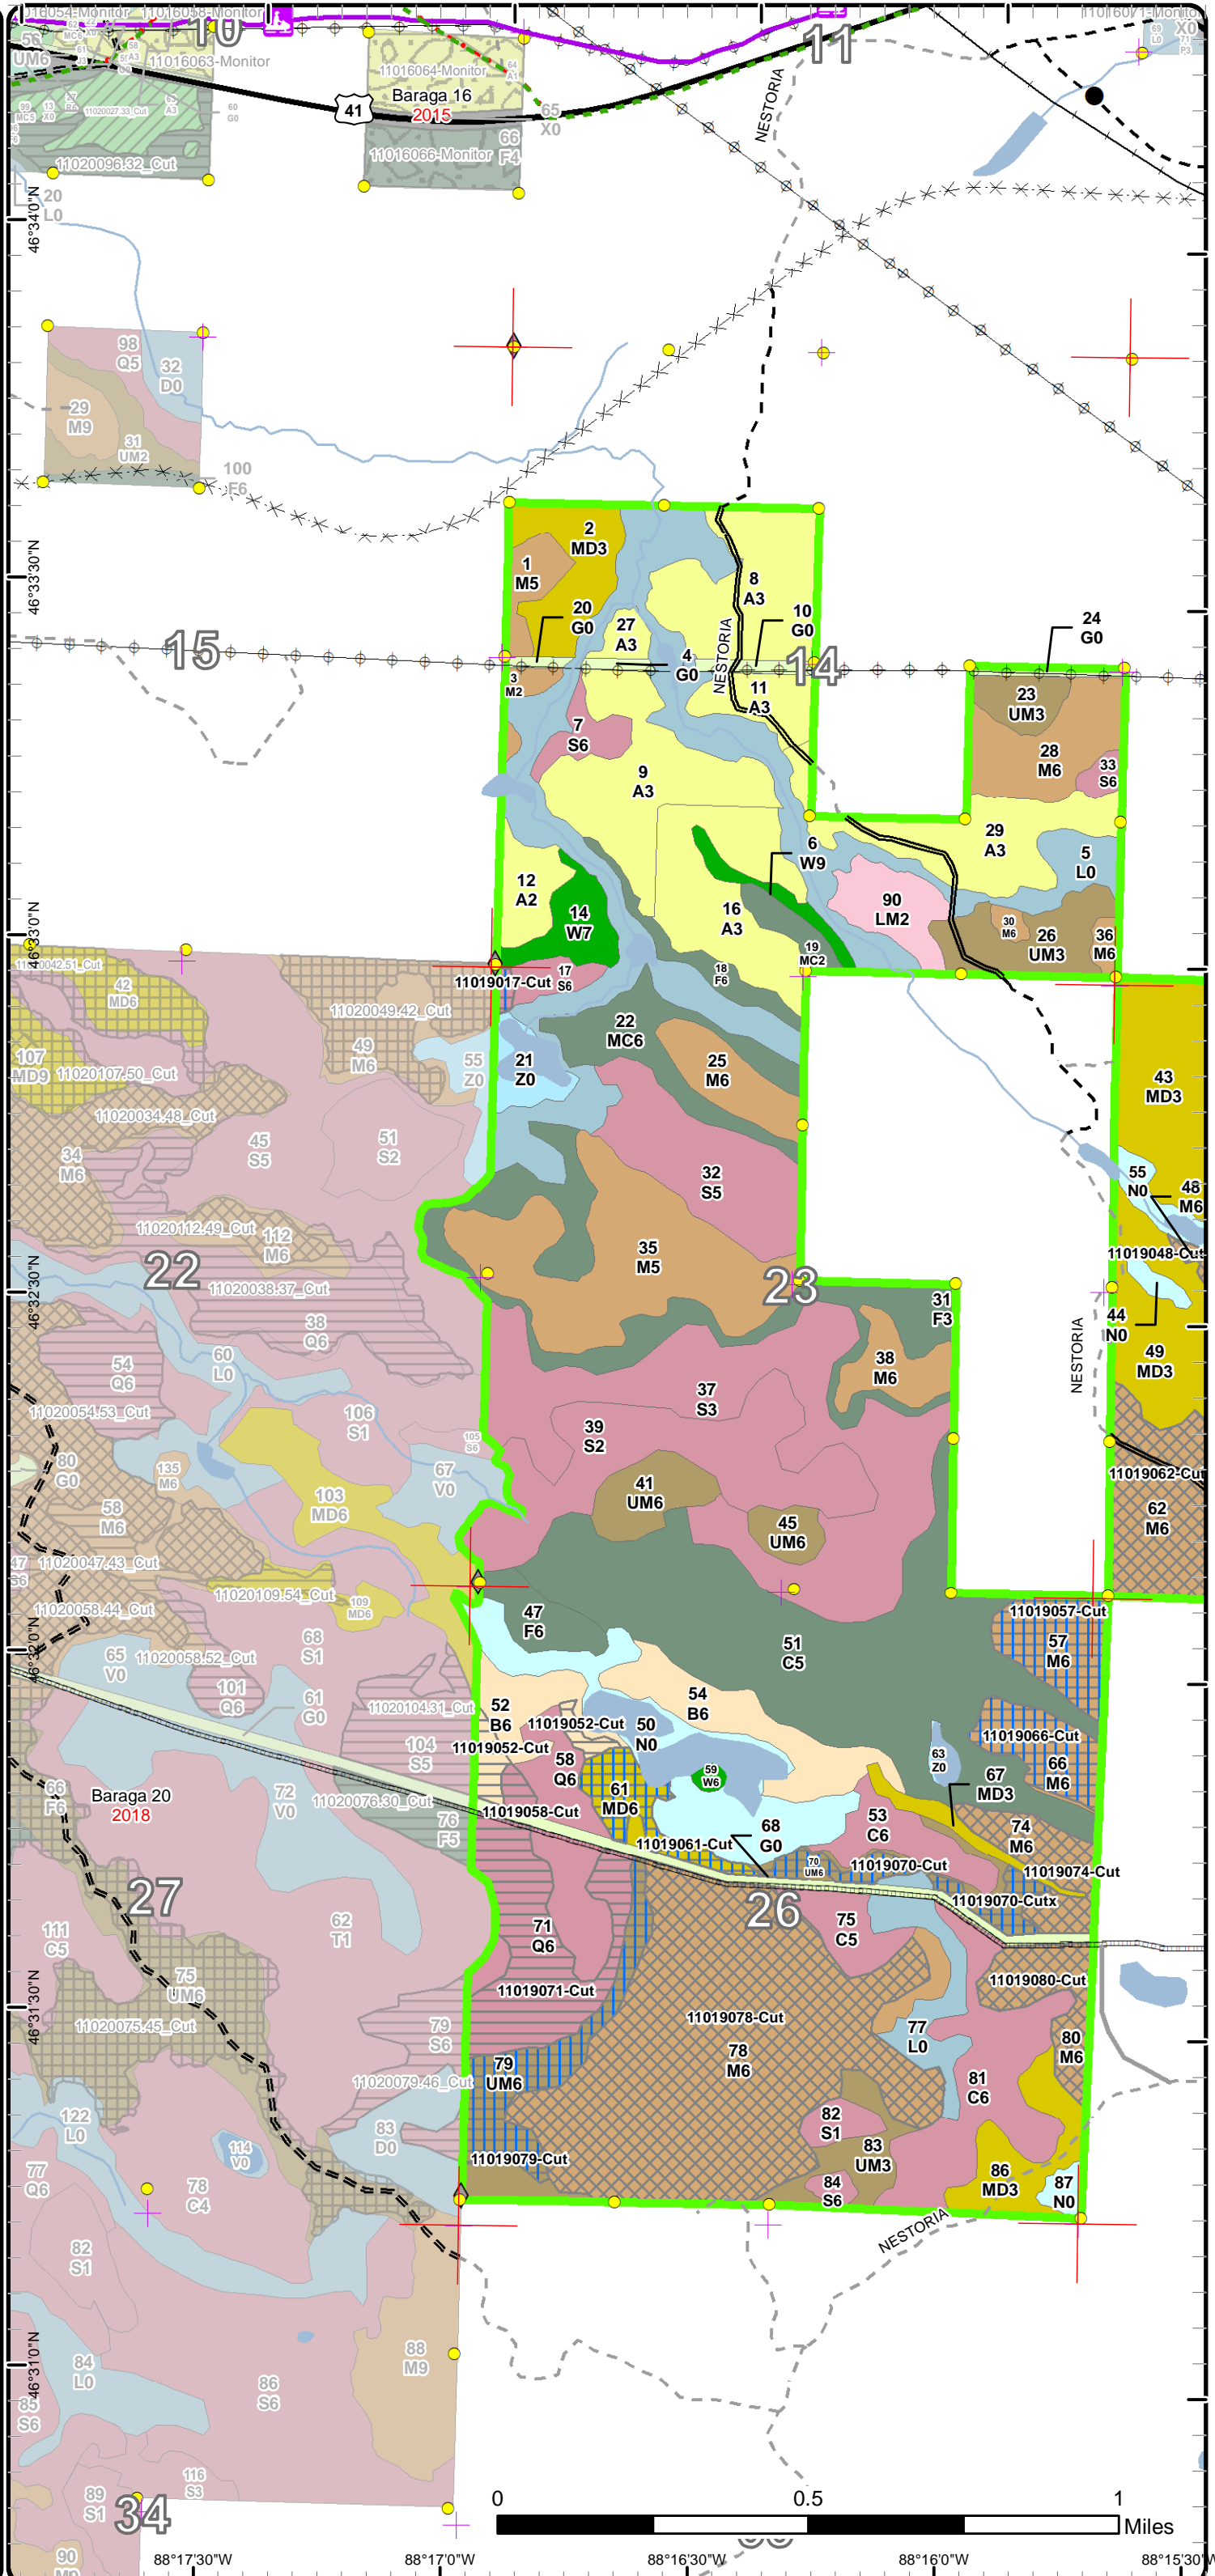 11016058-Monitor
10
11
11016071-Monitor
X0
56
UM6
11016063-Monitor
11016064-Monitor
Baraga 16
2015
41
65
X0
66
F4
11016066-Monitor
60
G0
11020027.33_Cut
11020096.32_Cut
20
L0
NESTORIA
46°34'0"N
98
Q5
32
D0
29
M9
31
UM2
100
F6
2
MD3
1
M5
46°33'30"N
8
A3
20
G0
27
A3
10
G0
24
G0
15
4
G0
NESTORIA
14
3
M2
11
A3
23
UM3
7
S6
28
M6
33
S6
9
A3
29
A3
6
W9
5
L0
12
A2
14
W7
16
A3
90
LM2
30
M6
26
UM3
36
M6
46°33'0"N
19
MC2
11020042.51_Cut
17
S6
18
F6
11019017-Cut
42
MD6
11020049.42_Cut
22
MC6
49
M6
107
MD9
11020107.50_Cut
55
Z0
21
Z0
25
M6
43
MD3
11020034.48_Cut
34
M6
45
S5
51
S2
32
S5
55
N0
48
M6
11020112.49_Cut
112
M6
35
M5
11019048-Cut
22
23
11020038.37_Cut
46°32'30"N
31
F3
38
Q6
44
N0
54
Q6
60
L0
38
M6
49
MD3
NESTORIA
37
S3
11020054.53_Cut
106
S1
39
S2
105
S6
80
G0
135
M6
67
V0
11019062-Cut
103
MD6
41
UM6
58
M6
62
M6
45
UM6
11020047.43_Cut
47
S6
11020109.54_Cut
109
MD6
11020058.44_Cut
47
F6
11019057-Cut
46°32'0"N
65
V0
11020058.52_Cut
68
S1
51
C5
57
M6
101
Q6
61
G0
11020104.31_Cut
52
B6
54
B6
11019052-Cut
50
N0
11019066-Cut
104
S5
11019052-Cut
58
Q6
63
Z0
66
M6
66
F6
Baraga 20
2018
72
V0
11020076.30_Cut
59
W6
61
MD6
67
MD3
11019058-Cut
76
F5
53
C6
68
G0
74
M6
11019061-Cut
70
UM6
11019070-Cut
11019074-Cut
27
26
11019070-Cutx
111
C5
62
T1
71
Q6
75
C5
75
UM6
11019071-Cut
11019080-Cut
46°31'30"N
11020075.45_Cut
79
S6
11019078-Cut
78
M6
77
L0
80
M6
79
UM6
11020079.46_Cut
81
C6
122
L0
83
D0
82
S1
114
V0
11019079-Cut
83
UM3
77
Q6
78
C4
84
S6
86
MD3
87
N0
NESTORIA
82
S1
46°31'0"N
84
L0
88
M9
86
S6
85
S6
116
S3
89
S1
34
0
0.5
1
Miles
90
88°17'30"W
88°17'0"W
88°16'30"W
88°16'0"W
88°15'30"W